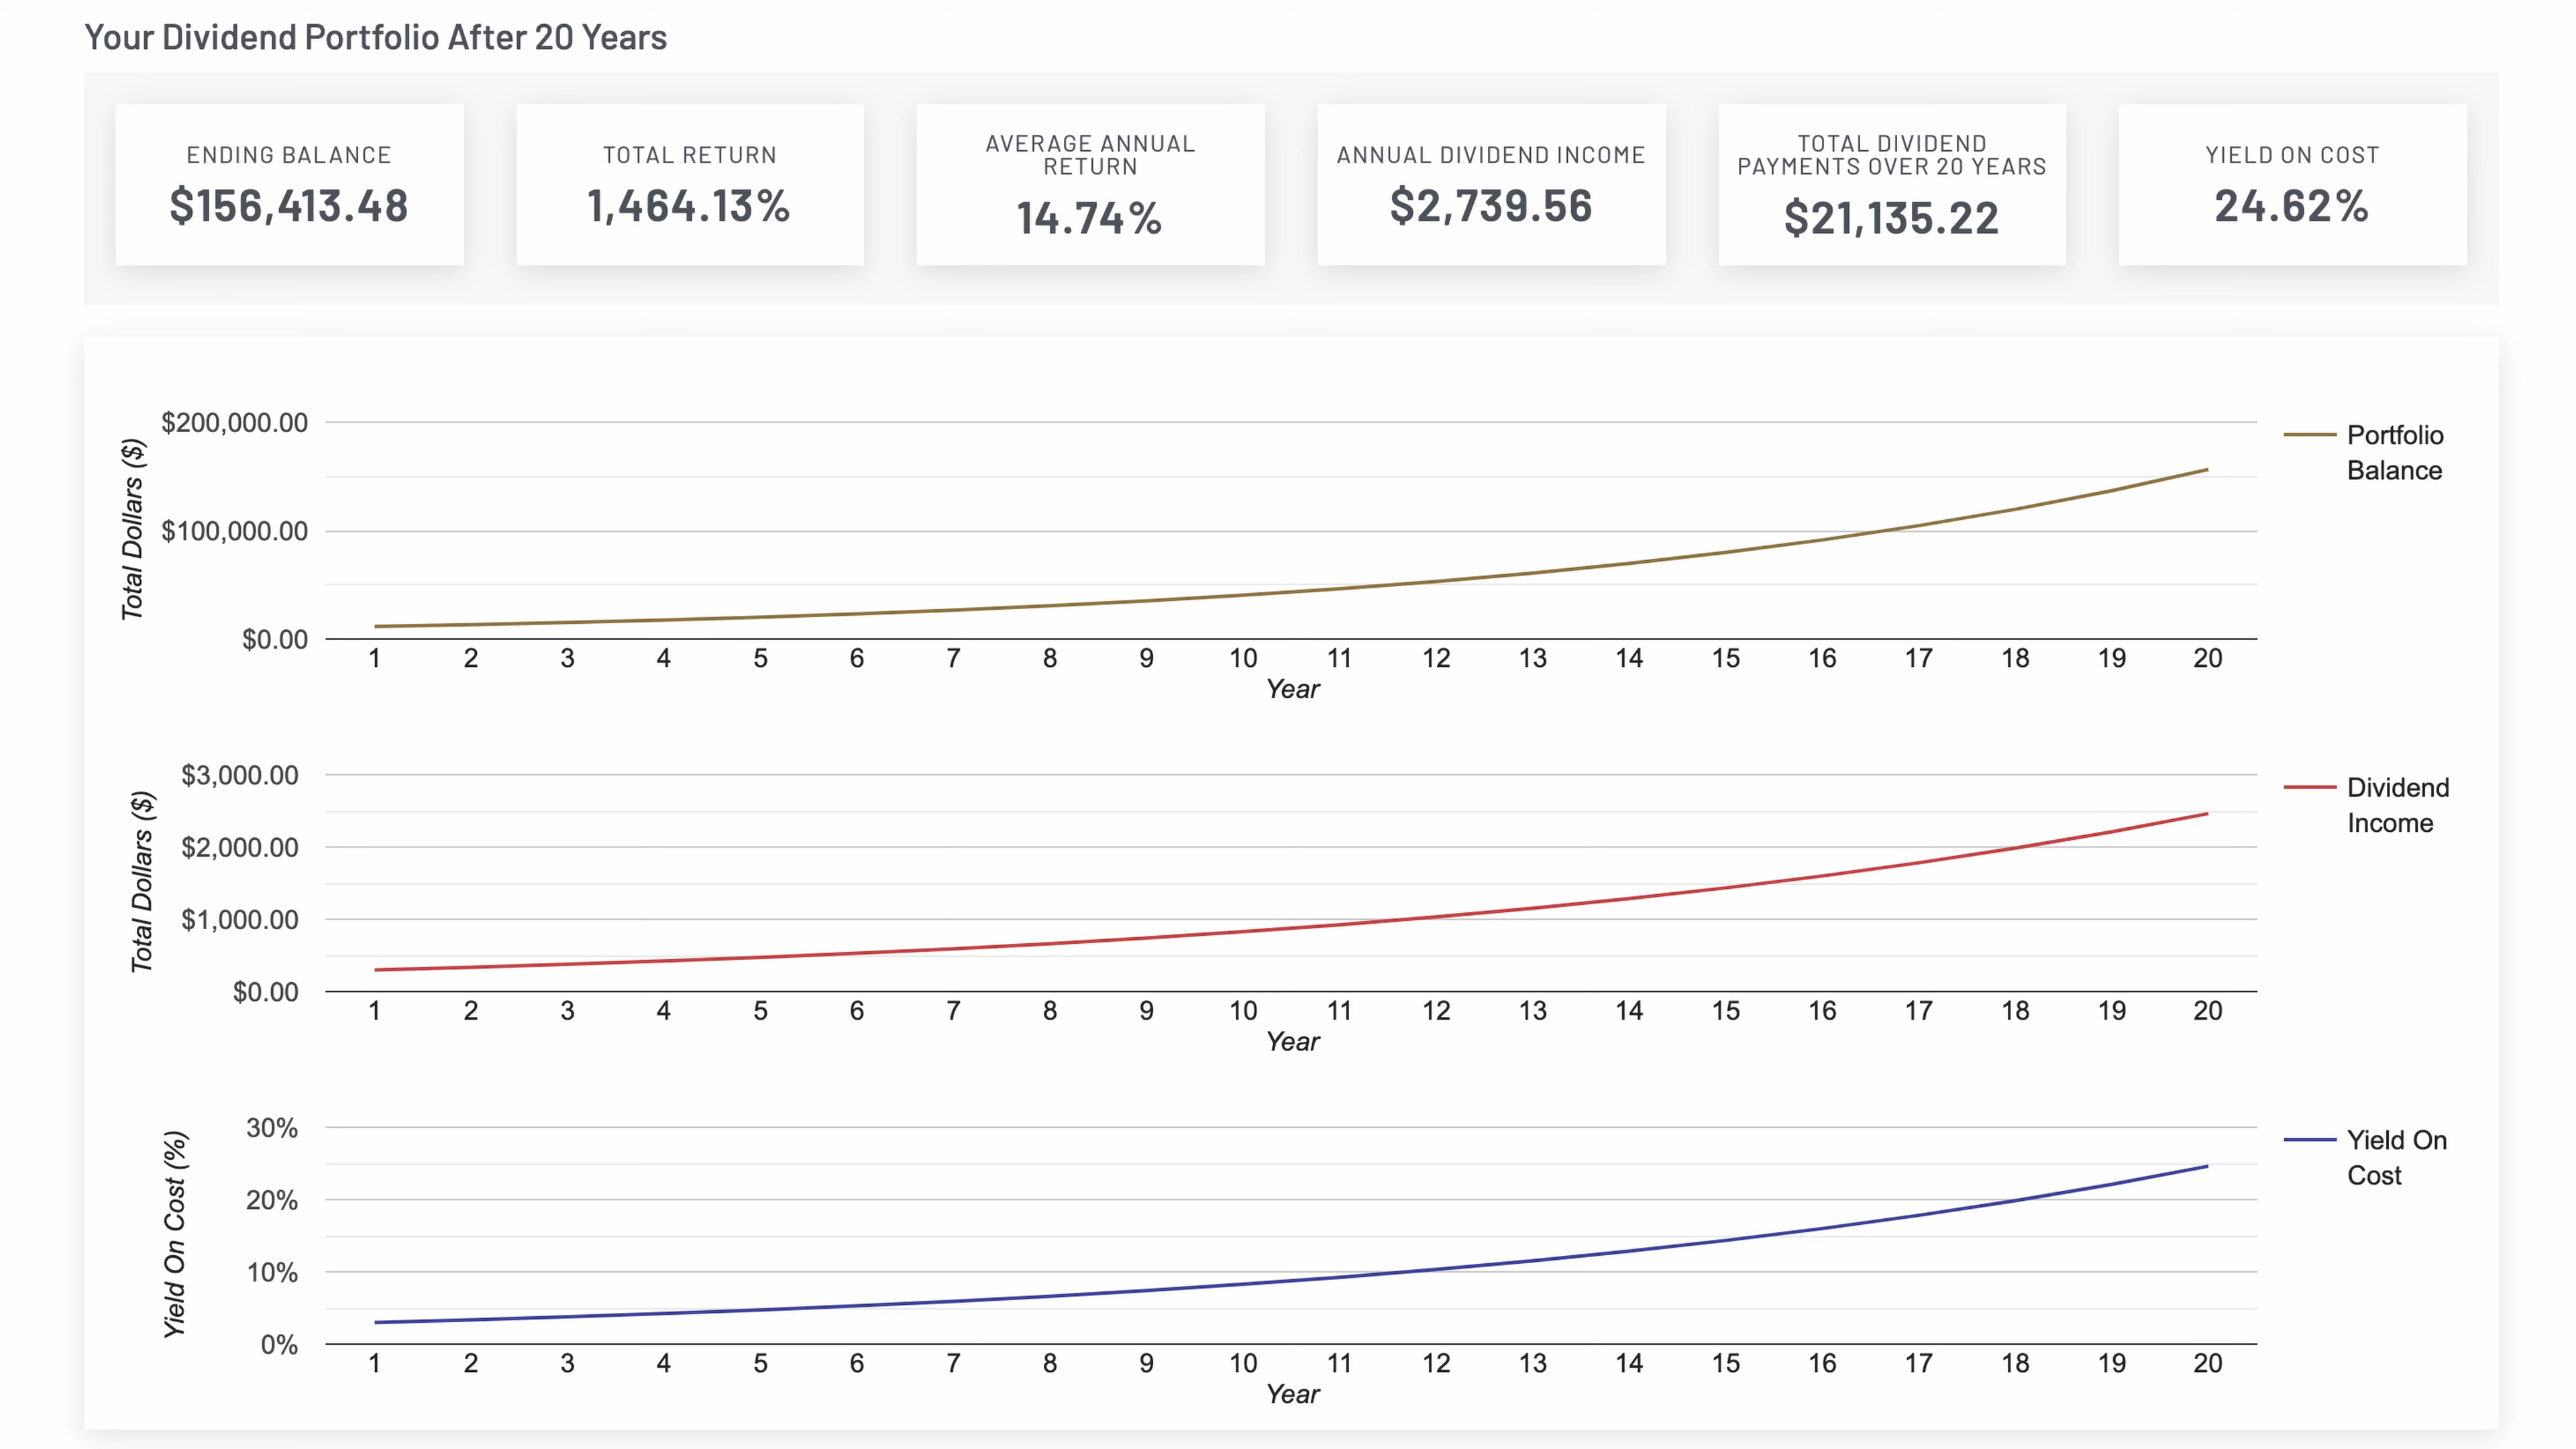 Your Dividend Portfolio After 20 Years
ENDING BALANCE
$156,413.48
TOTAL RETURN
1,464.13%
AVERAGE ANNUAL
RETURN
14.74%
ANNUAL DIVIDEND INCOME
$2,739.56
TOTAL DIVIDEND
PAYMENTS OVER 20 YEARS
$21,135.22
YIELD ON COST
24.62%
Total Dollars ($)
$200,000.00
$100,000.00
$0.00
1 2 3 4 5 6 7 8 9 10 11 12 13 14 15 16 17 18 19 20
Year
Portfolio
Balance
Total Dollars ($)
$3,000.00
$2,000.00
$1,000.00
$0.00
1 2 3 4 5 6 7 8 9 10 11 12 13 14 15 16 17 18 19 20
Year
Dividend
Income
Yield On Cost (%)
30%
20%
10%
0%
1 2 3 4 5 6 7 8 9 10 11 12 13 14 15 16 17 18 19 20
Year
Yield On
Cost